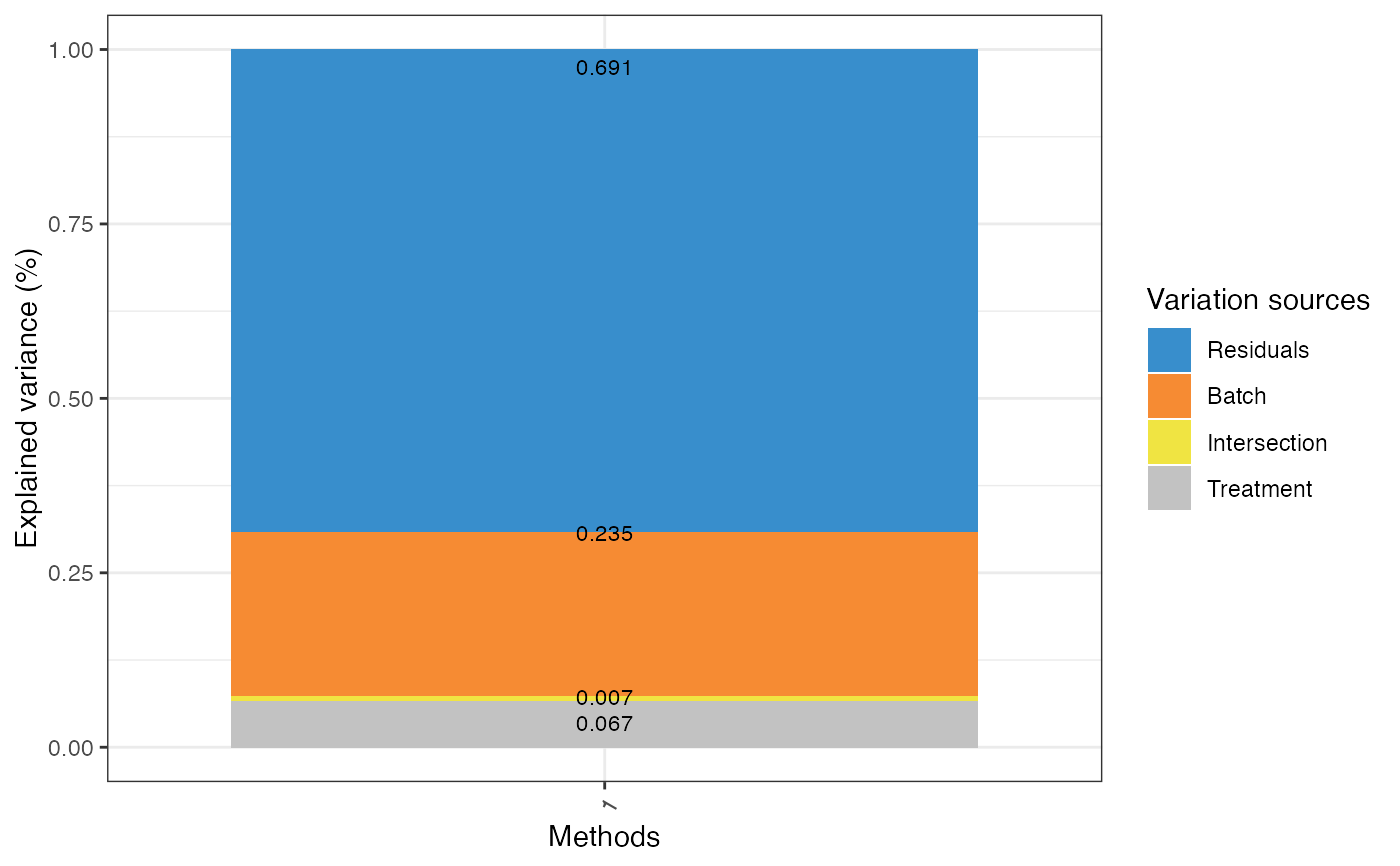 Explained variance (%)
1.00
0.75
0.50
0.25
0.00
0.691
0.235
0.007
0.067
1
Methods
Variation sources
Residuals
Batch
Intersection
Treatment